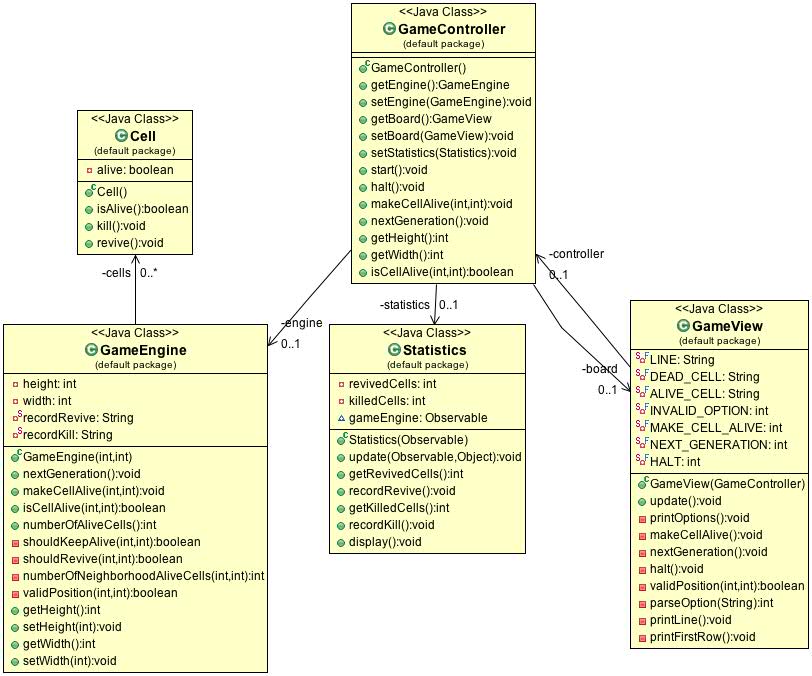 <<Java Class>>
GameController
(default package)
GameController()
getEngine():GameEngine
setEngine(GameEngine):void
getBoard():GameView
setBoard(GameView):void
setStatistics(Statistics):void
start():void
halt():void
makeCellAlive(int,int):void
nextGeneration():void
getHeight():int
getWidth():int
isCellAlive(int,int):boolean
<<Java Class>>
Cell
(default package)
alive: boolean
Cell()
isAlive():boolean
kill():void
revive():void
-cells 0..*
-engine
0..1
-statistics 0..1
-controller
0..1
-board
0..1
<<Java Class>>
GameEngine
(default package)
height: int
width: int
recordRevive: String
recordKill: String
GameEngine(int,int)
nextGeneration():void
makeCellAlive(int,int):void
isCellAlive(int,int):boolean
numberOfAliveCells():int
shouldKeepAlive(int,int):boolean
shouldRevive(int,int):boolean
numberOfNeighborhoodAliveCells(int,int):int
validPosition(int,int):boolean
getHeight():int
setHeight(int):void
getWidth():int
setWidth(int):void
<<Java Class>>
Statistics
(default package)
revivedCells: int
killedCells: int
gameEngine: Observable
Statistics(Observable)
update(Observable,Object):void
getRevivedCells():int
recordRevive():void
getKilledCells():int
recordKill():void
display():void
<<Java Class>>
GameView
(default package)
LINE: String
DEAD_CELL: String
ALIVE_CELL: String
INVALID_OPTION: int
MAKE_CELL_ALIVE: int
NEXT_GENERATION: int
HALT: int
GameView(GameController)
update():void
printOptions():void
makeCellAlive():void
nextGeneration():void
halt():void
validPosition(int,int):boolean
parseOption(String):int
printLine():void
printFirstRow():void